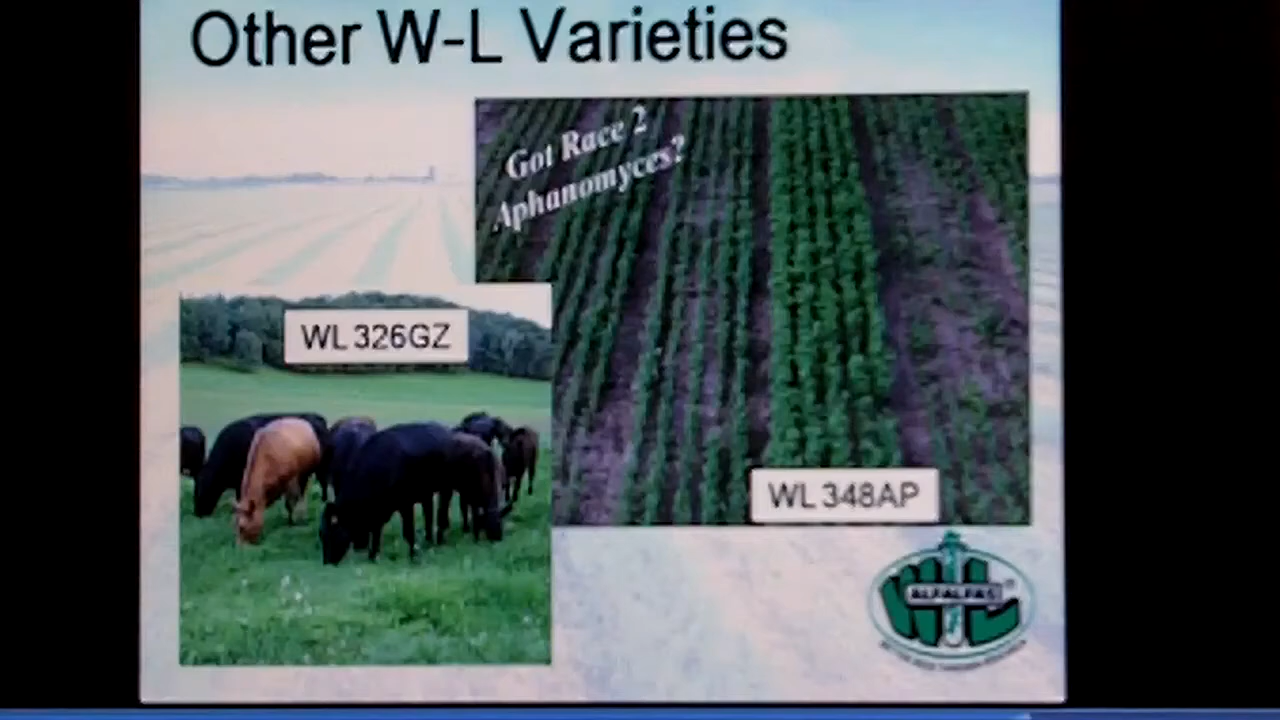 Other W-L Varieties
Got Race 2
Aphanomyces?
WL 326GZ
WL 348AP
W-L
ALFALFAS